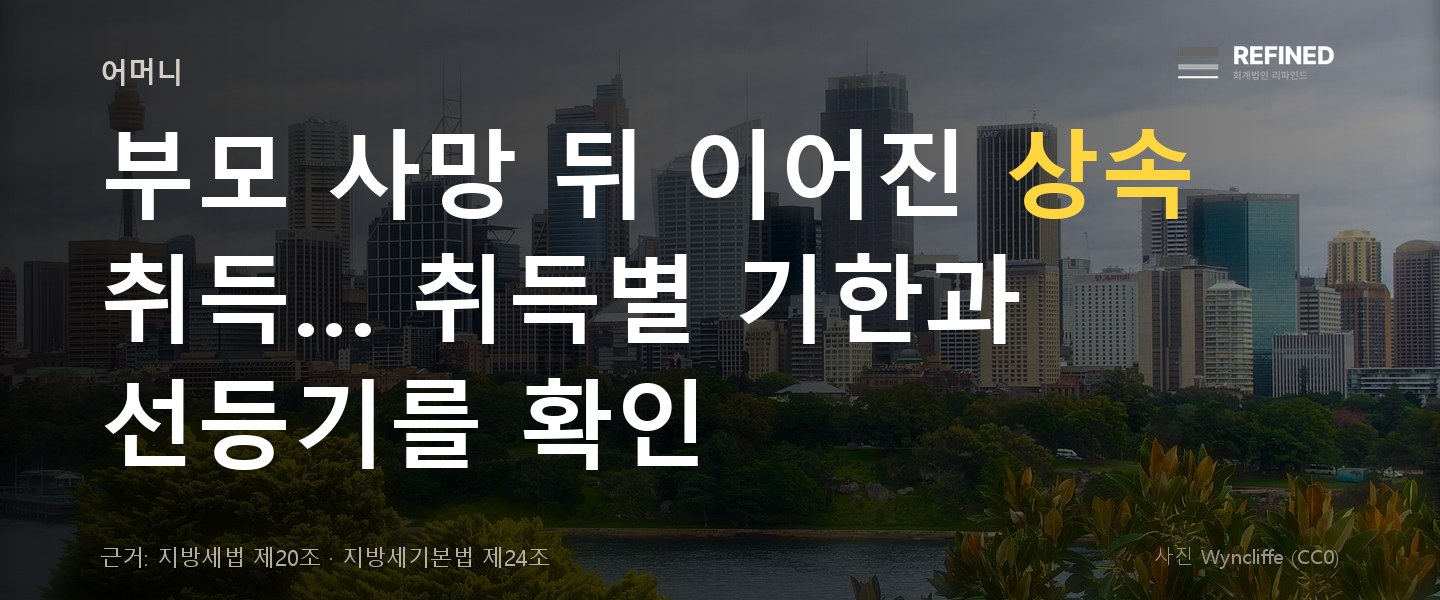 어머니
REFINED
회계법인 리파인드
부모 사망 뒤 이어진 상속
취득... 취득별 기한과
선등기를 확인
AMP
근거: 지방세법 제20조 · 지방세기본법 제24조
사진 Wyncliffe (CC0)